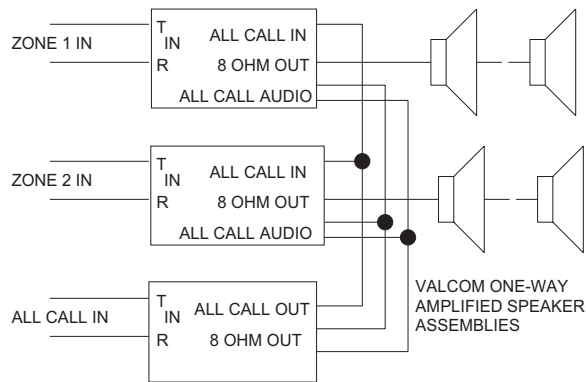 ZONE 1 IN
T
IN
R
ALL CALL IN
8 OHM OUT
ALL CALL AUDIO
ZONE 2 IN
T
IN
R
ALL CALL IN
8 OHM OUT
ALL CALL AUDIO
ALL CALL IN
T
IN
R
ALL CALL OUT
8 OHM OUT
VALCOM ONE-WAY
AMPLIFIED SPEAKER
ASSEMBLIES